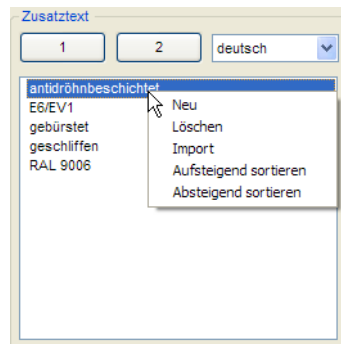 Zusatztext
1 2 deutsch
antidröhnbeschichtet
E6/EV1
gebürstet
geschliffen
RAL 9006
Neu
Löschen
Import
Aufsteigend sortieren
Absteigend sortieren